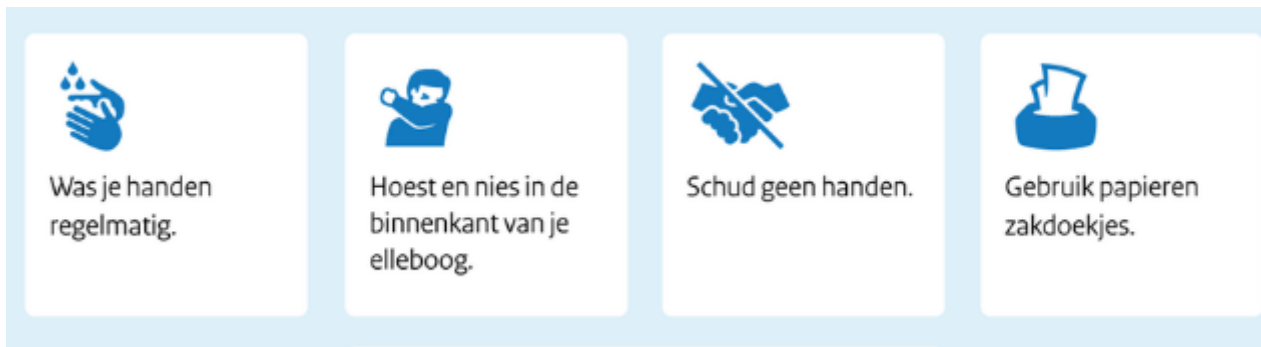 Was je handen
regelmatig.
Hoest en nies in de
binnenkant van je
elleboog.
Schud geen handen.
Gebruik papieren
zakdoekjes.